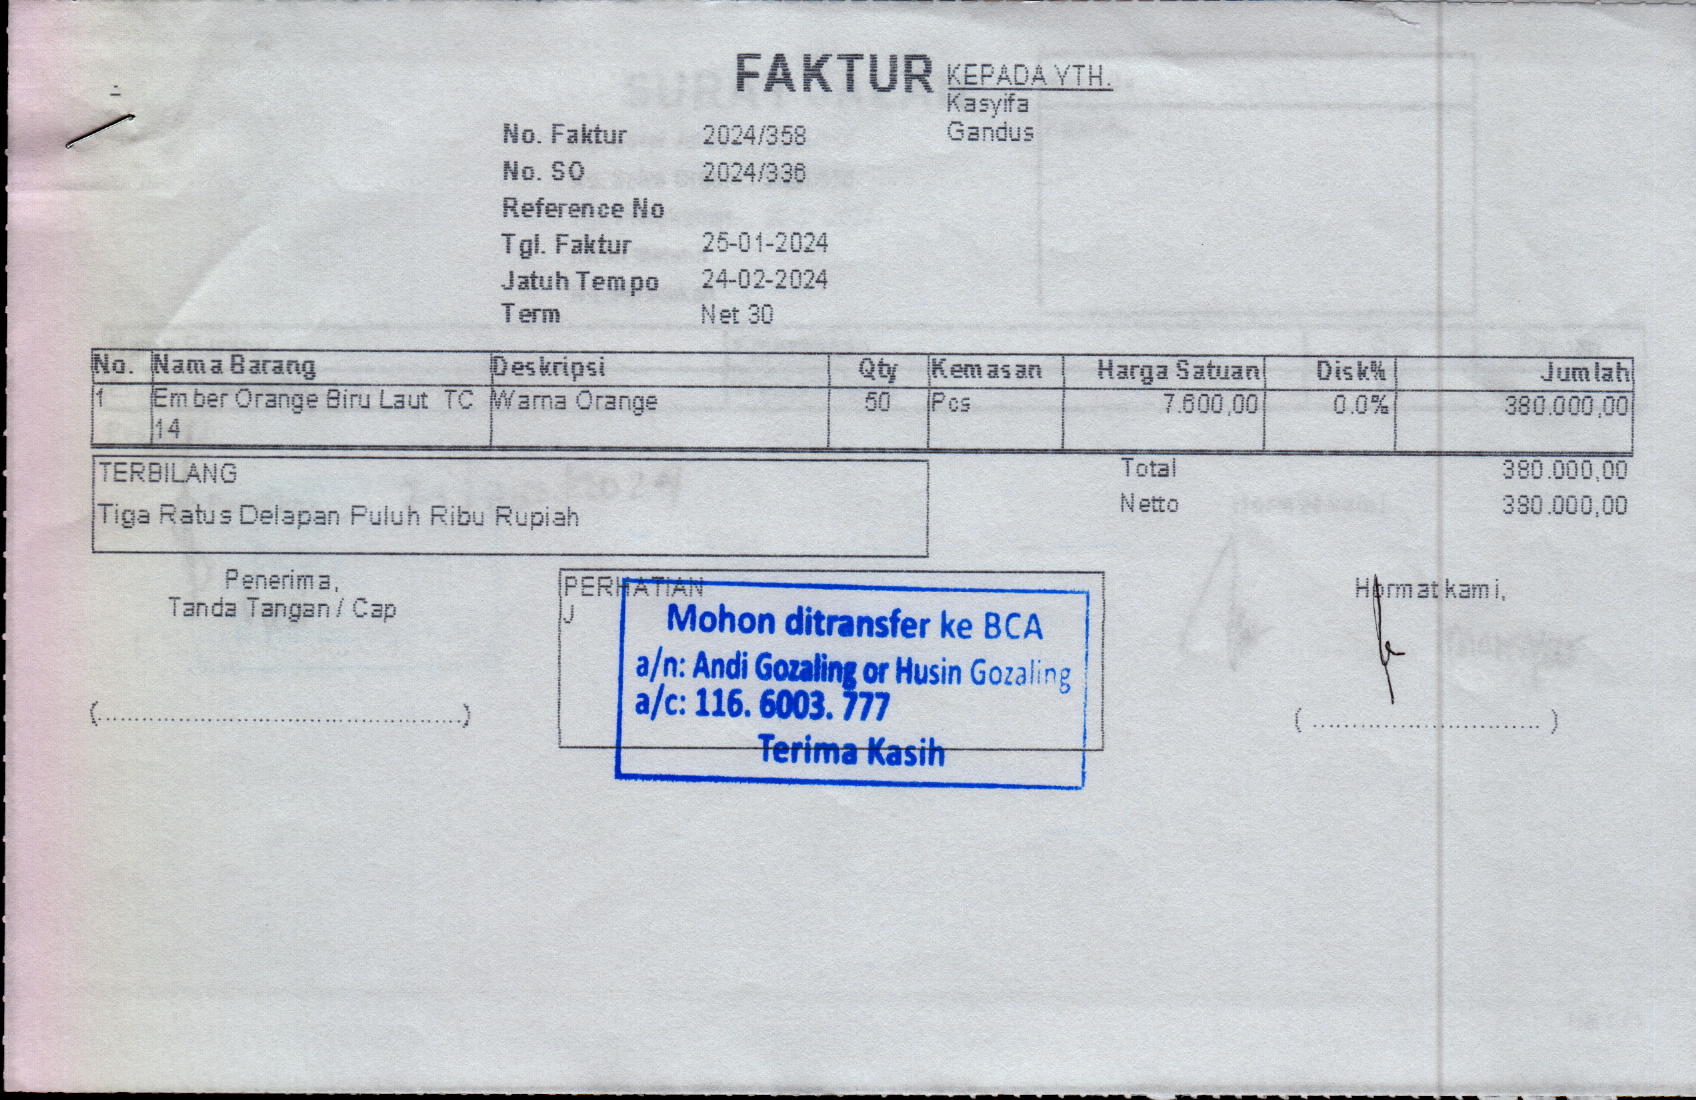 FAKTUR
KEPADA YTH.
Kasyifa
Gandus
No. Faktur 2024/358
No. SO 2024/336
Reference No
Tgl. Faktur 25-01-2024
Jatuh Tempo 24-02-2024
Term Net 30
No. Nama Barang Deskripsi Qty Kemasan Harga Satuan Disk% Jumlah
1 Ember Orange Biru Laut TC Warna Orange 50 Pcs 7.600,00 0.0% 380.000,00
14
TERBILANG
Tiga Ratus Delapan Puluh Ribu Rupiah
Total 380.000,00
Netto 380.000,00
Penerima,
Tanda Tangan / Cap
(................................................)
PERHATIAN
J
Mohon ditransfer ke BCA
a/n: Andi Gozaling or Husin Gozaling
a/c: 116. 6003. 777
Terima Kasih
Hormat kami,
( .............................. )